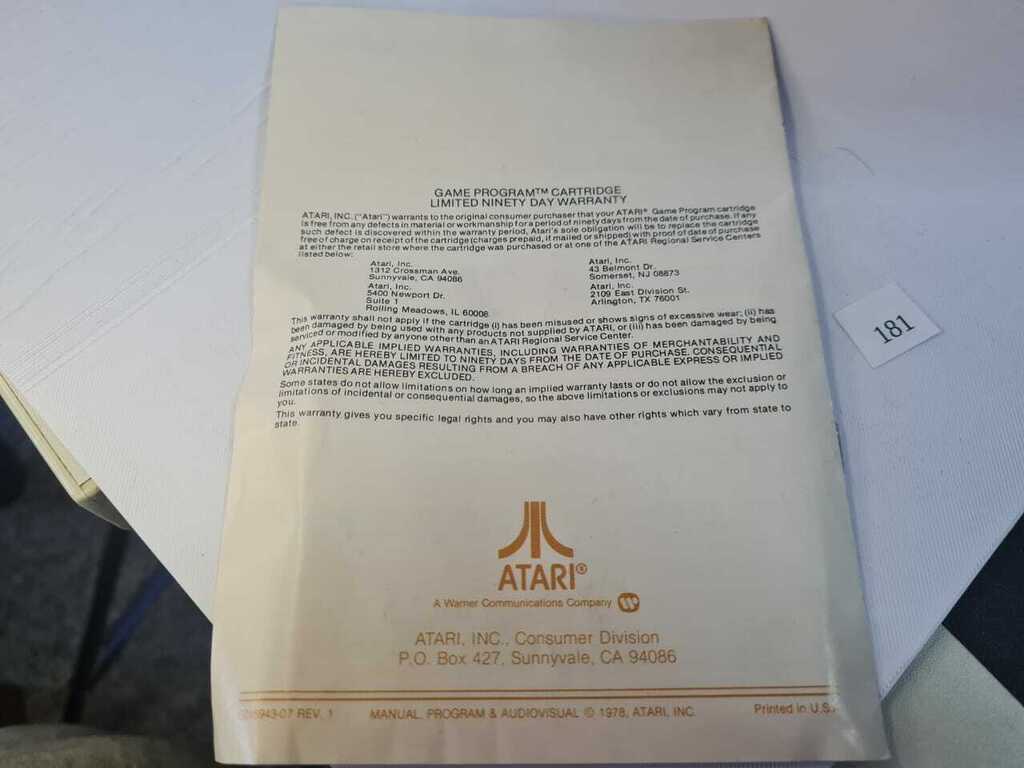 GAME PROGRAM™ CARTRIDGE
LIMITED NINETY DAY WARRANTY
ATARI, INC. ("Atari") warrants to the original consumer purchaser that your ATARI® Game Program cartridge
is free from any defects in material or workmanship for a period of ninety days from the date of purchase. If any
such defect is discovered within the warranty period, Atari's sole obligation will be to replace the cartridge
free of charge on receipt of the cartridge (charges prepaid, if mailed or shipped) with proof of date of purchase
at either the retail store where the cartridge was purchased or at one of the ATARI Regional Service Centers
listed below:
Atari, Inc.
1312 Crossman Ave.
Sunnyvale, CA 94086
Atari, Inc.
43 Belmont Dr.
Somerset, NJ 08873
Atari, Inc.
5400 Newport Dr.
Suite 1
Rolling Meadows, IL 60008
Atari, Inc.
2109 East Division St.
Arlington, TX 76001
This warranty shall not apply if the cartridge (i) has been misused or shows signs of excessive wear; (ii) has
been damaged by being used with any products not supplied by ATARI, or (iii) has been damaged by being
serviced or modified by anyone other than an ATARI Regional Service Center.
ANY APPLICABLE IMPLIED WARRANTIES, INCLUDING WARRANTIES OF MERCHANTABILITY AND
FITNESS, ARE HEREBY LIMITED TO NINETY DAYS FROM THE DATE OF PURCHASE. CONSEQUENTIAL
OR INCIDENTAL DAMAGES RESULTING FROM A BREACH OF ANY APPLICABLE EXPRESS OR IMPLIED
WARRANTIES ARE HEREBY EXCLUDED.
Some states do not allow limitations on how long an implied warranty lasts or do not allow the exclusion or
limitations of incidental or consequential damages, so the above limitations or exclusions may not apply to
you.
This warranty gives you specific legal rights and you may also have other rights which vary from state to
state.
181
ATARI®
A Warner Communications Company
ATARI, INC., Consumer Division
P.O. Box 427, Sunnyvale, CA 94086
REV. 1 MANUAL, PROGRAM & AUDIOVISUAL © 1978, ATARI, INC. Printed in U.S.